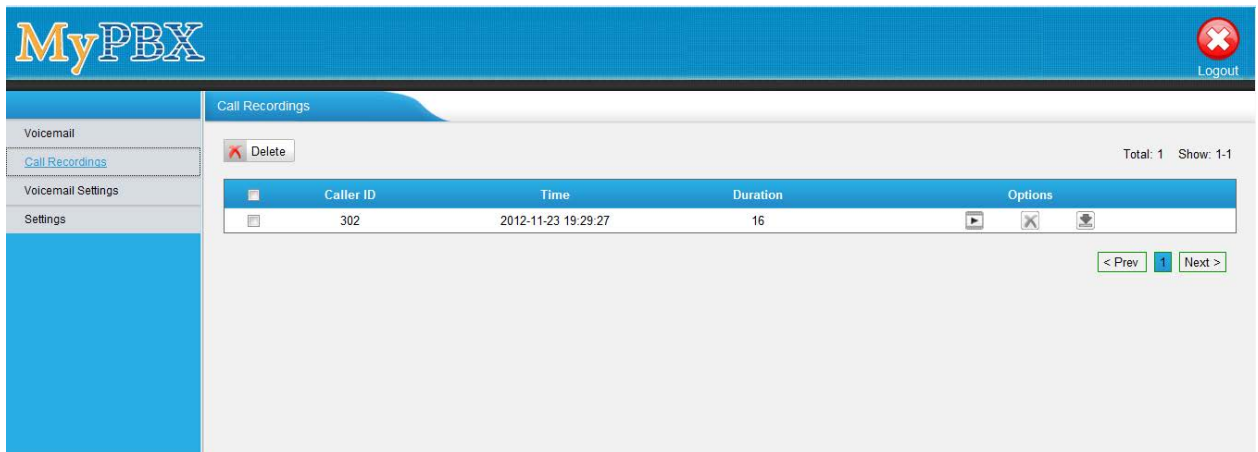 MyPBX
Logout
Call Recordings
Voicemail
Call Recordings
Voicemail Settings
Settings
Delete
Total: 1 Show: 1-1
Caller ID Time Duration Options
302 2012-11-23 19:29:27 16
< Prev 1 Next >